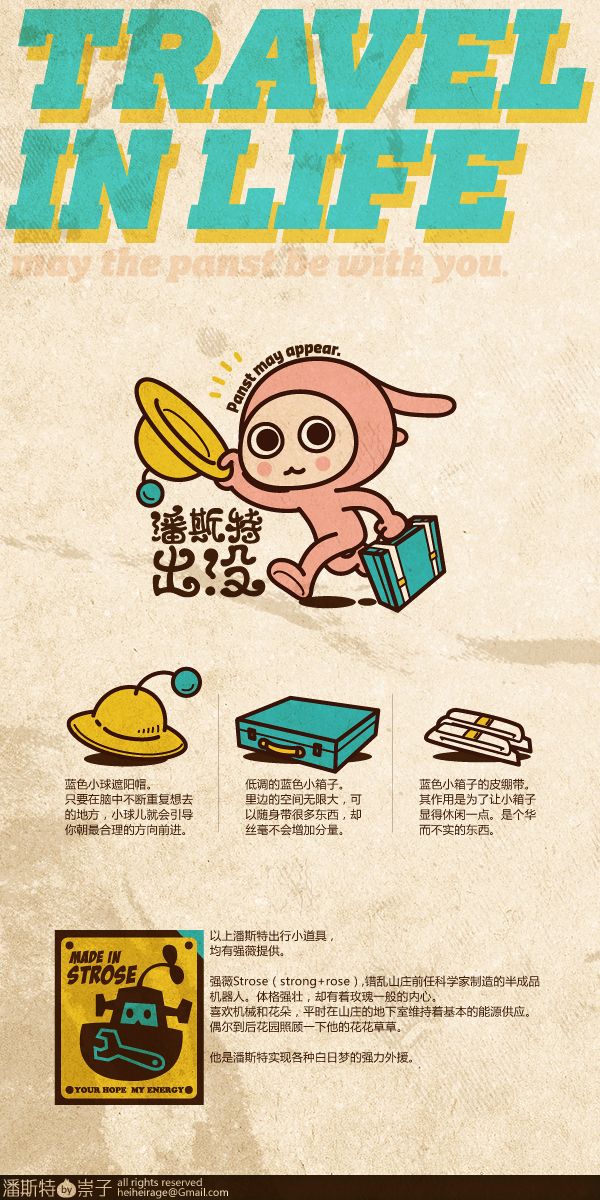 TRAVEL
IN LIFE
may the panst be with you.
Panst may appear.
潘斯特
出没
蓝色小球遮阳帽。
只要在脑中不断重复想去
的地方，小球儿就会引导
你朝最合理的方向前进。
低调的蓝色小箱子。
里边的空间无限大，可
以随身带很多东西，却
丝毫不会增加分量。
蓝色小箱子的皮绷带。
其作用是为了让小箱子
显得休闲一点。是个华
而不实的东西。
MADE IN
STROSE
YOUR HOPE MY ENERGY
以上潘斯特出行小道具，
均有强薇提供。
强薇Strose（strong+rose）,错乱山庄前任科学家制造的半成品
机器人。体格强壮，却有着玫瑰一般的内心。
喜欢机械和花朵，平时在山庄的地下室维持着基本的能源供应。
偶尔到后花园照顾一下他的花花草草。
他是潘斯特实现各种白日梦的强力外援。
潘斯特 by 崇子 all rights reserved
heiheirage@Gmail.com